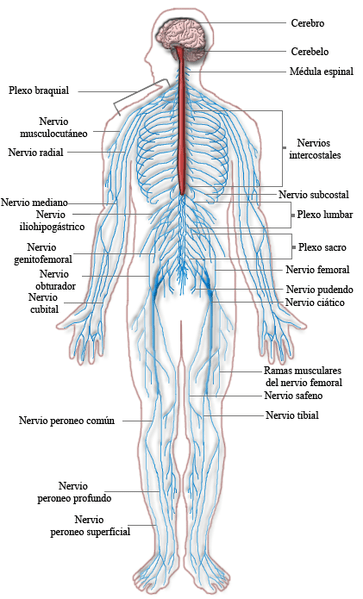 Cerebro
Cerebelo
Médula espinal
Plexo braquial
Nervio
musculocutáneo
Nervio radial
Nervios
intercostales
Nervio mediano
Nervio
iliohipogástrico
Nervio subcostal
Plexo lumbar
Nervio
genitofemoral
Plexo sacro
Nervio
obturador
Nervio femoral
Nervio
cubital
Nervio pudendo
Nervio ciático
Ramas musculares
del nervio femoral
Nervio safeno
Nervio peroneo común
Nervio tibial
Nervio
peroneo profundo
Nervio
peroneo superficial